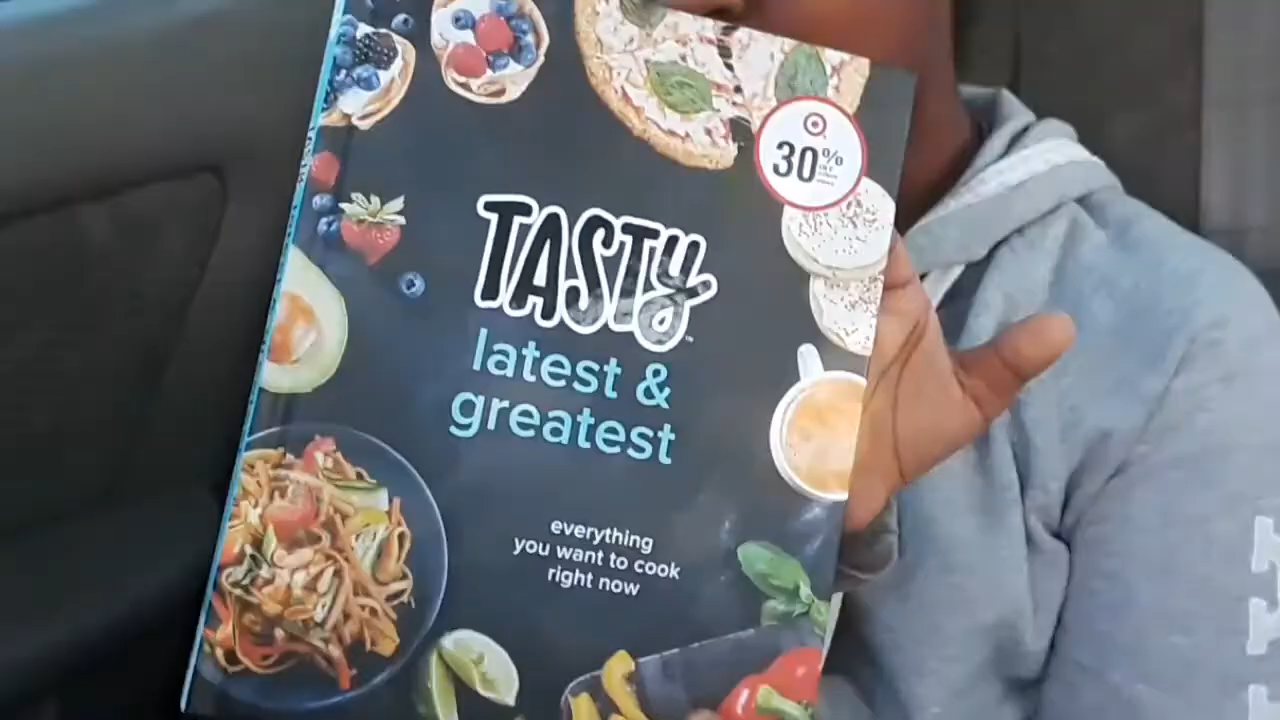 30%
TASTY
latest &
greatest
everything
you want to cook
right now